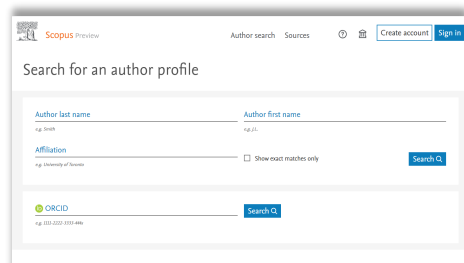 Scopus Preview
Author search Sources
Create account Sign in
Search for an author profile
Author last name
Author first name
e.g. Smith
e.g. J.L.
Affiliation
e.g. University of Toronto
Show exact matches only
Search
ORCID
Search